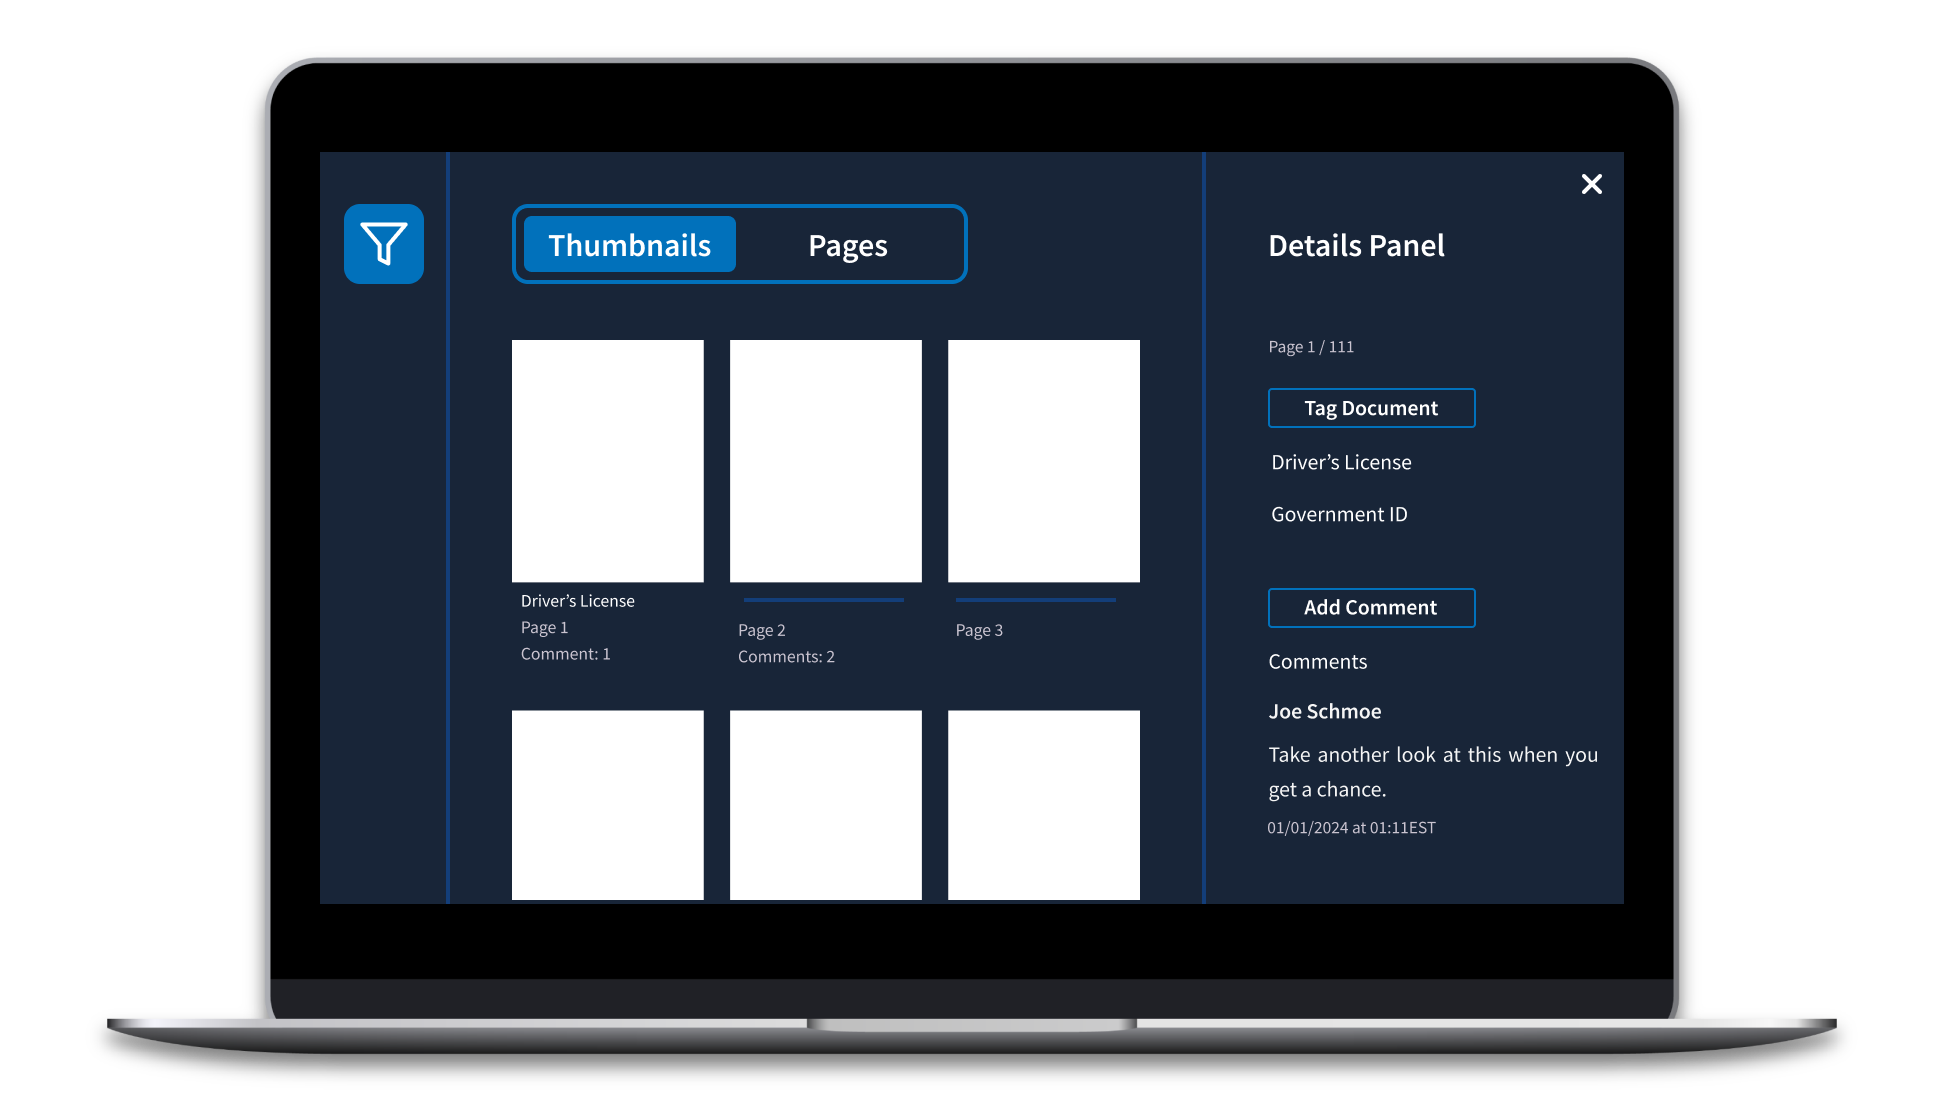 Thumbnails
Pages
Driver’s License
Page 1
Comment: 1
Page 2
Comments: 2
Page 3
Details Panel
Page 1 / 111
Tag Document
Driver’s License
Government ID
Add Comment
Comments
Joe Schmoe
Take another look at this when you
get a chance.
01/01/2024 at 01:11EST